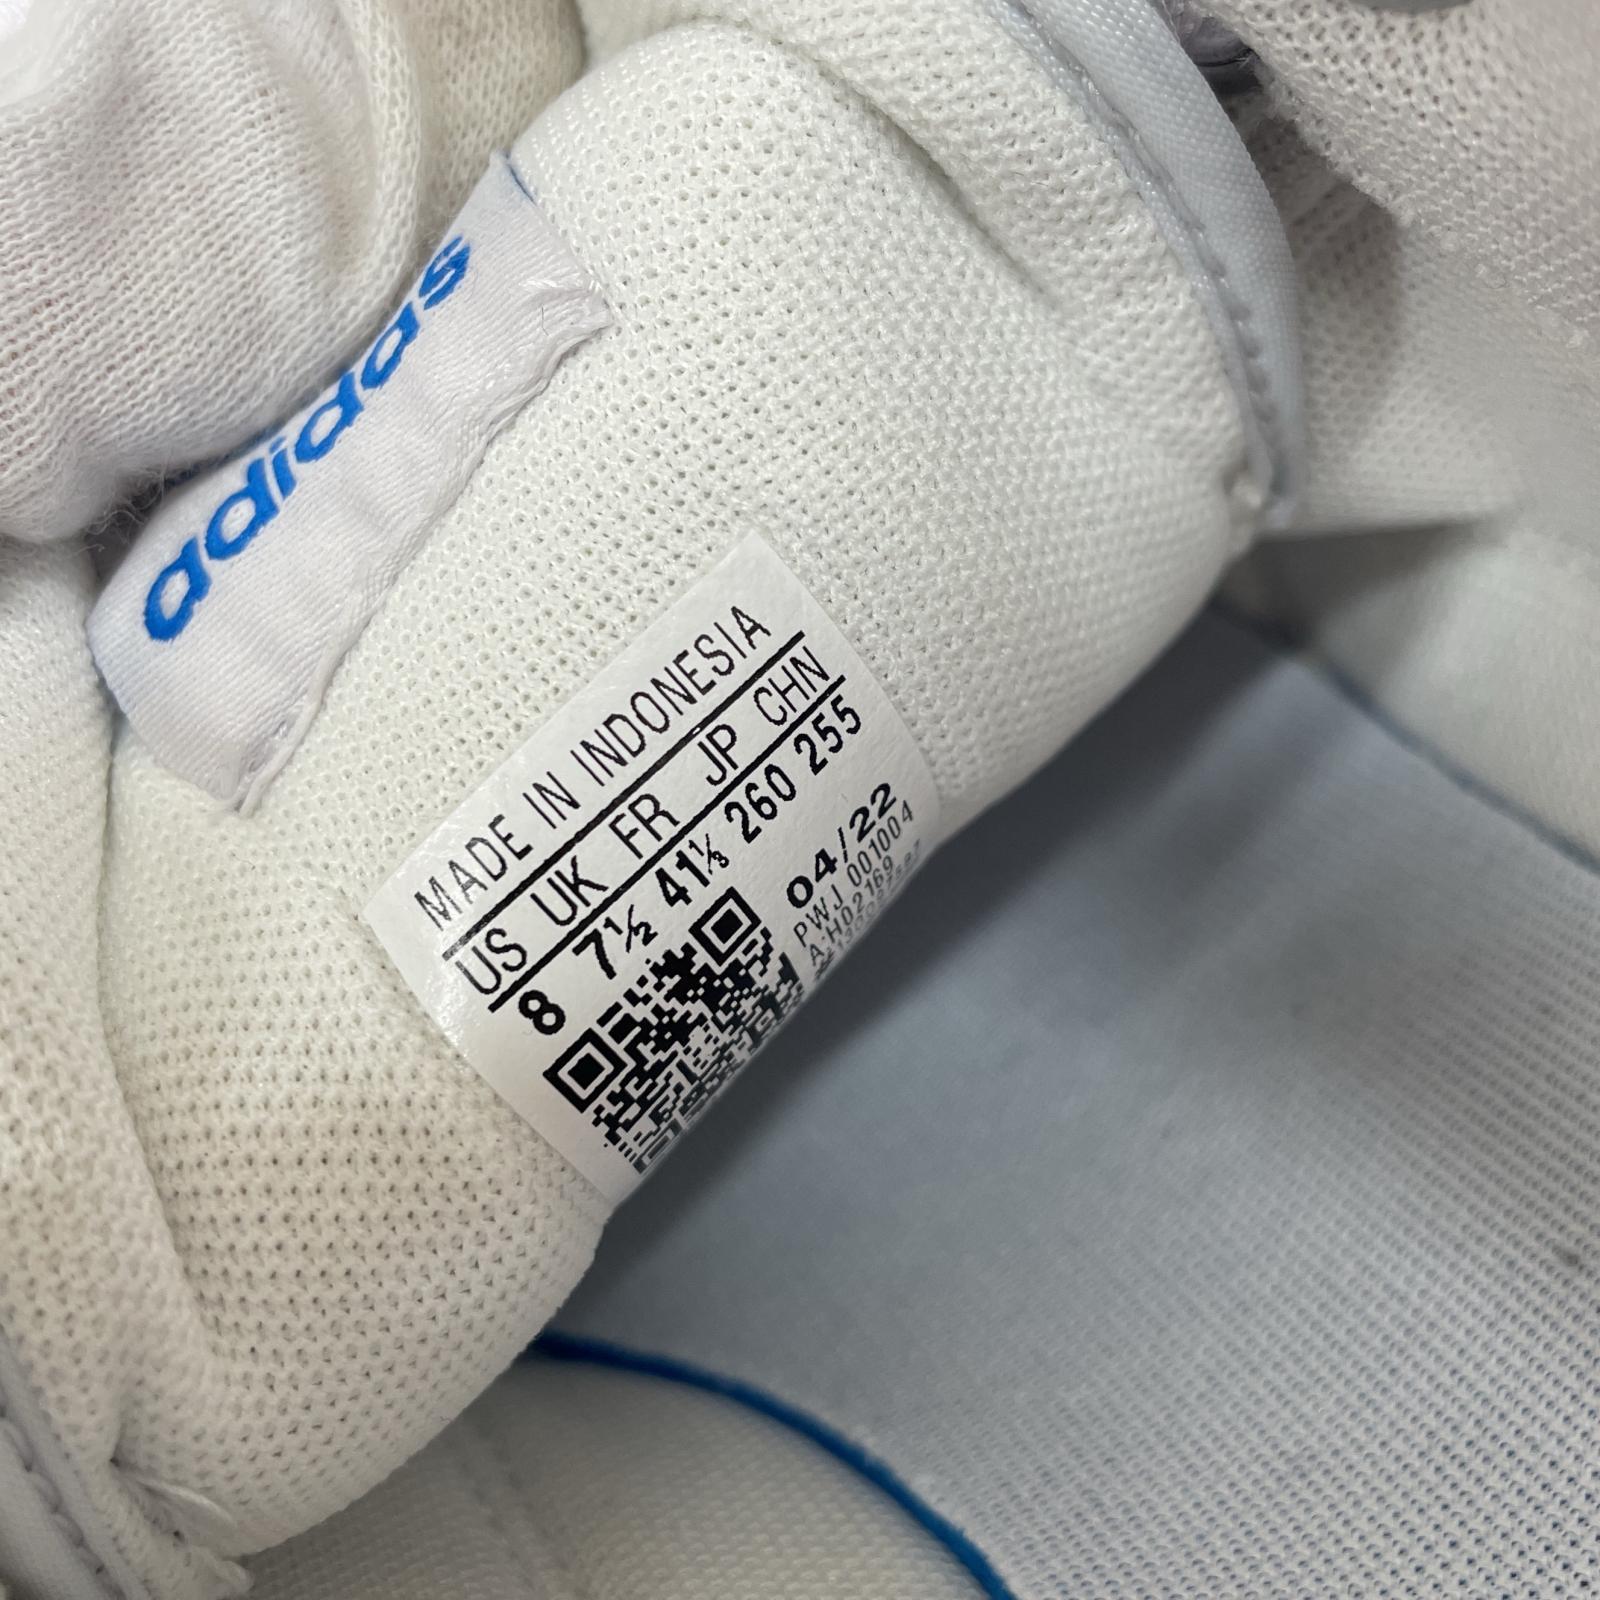 adidas
MADE IN INDONESIA
US UK FR JP CHN
8 7½ 41⅓ 260 255
04/22
PWJ 001004
A:H02169